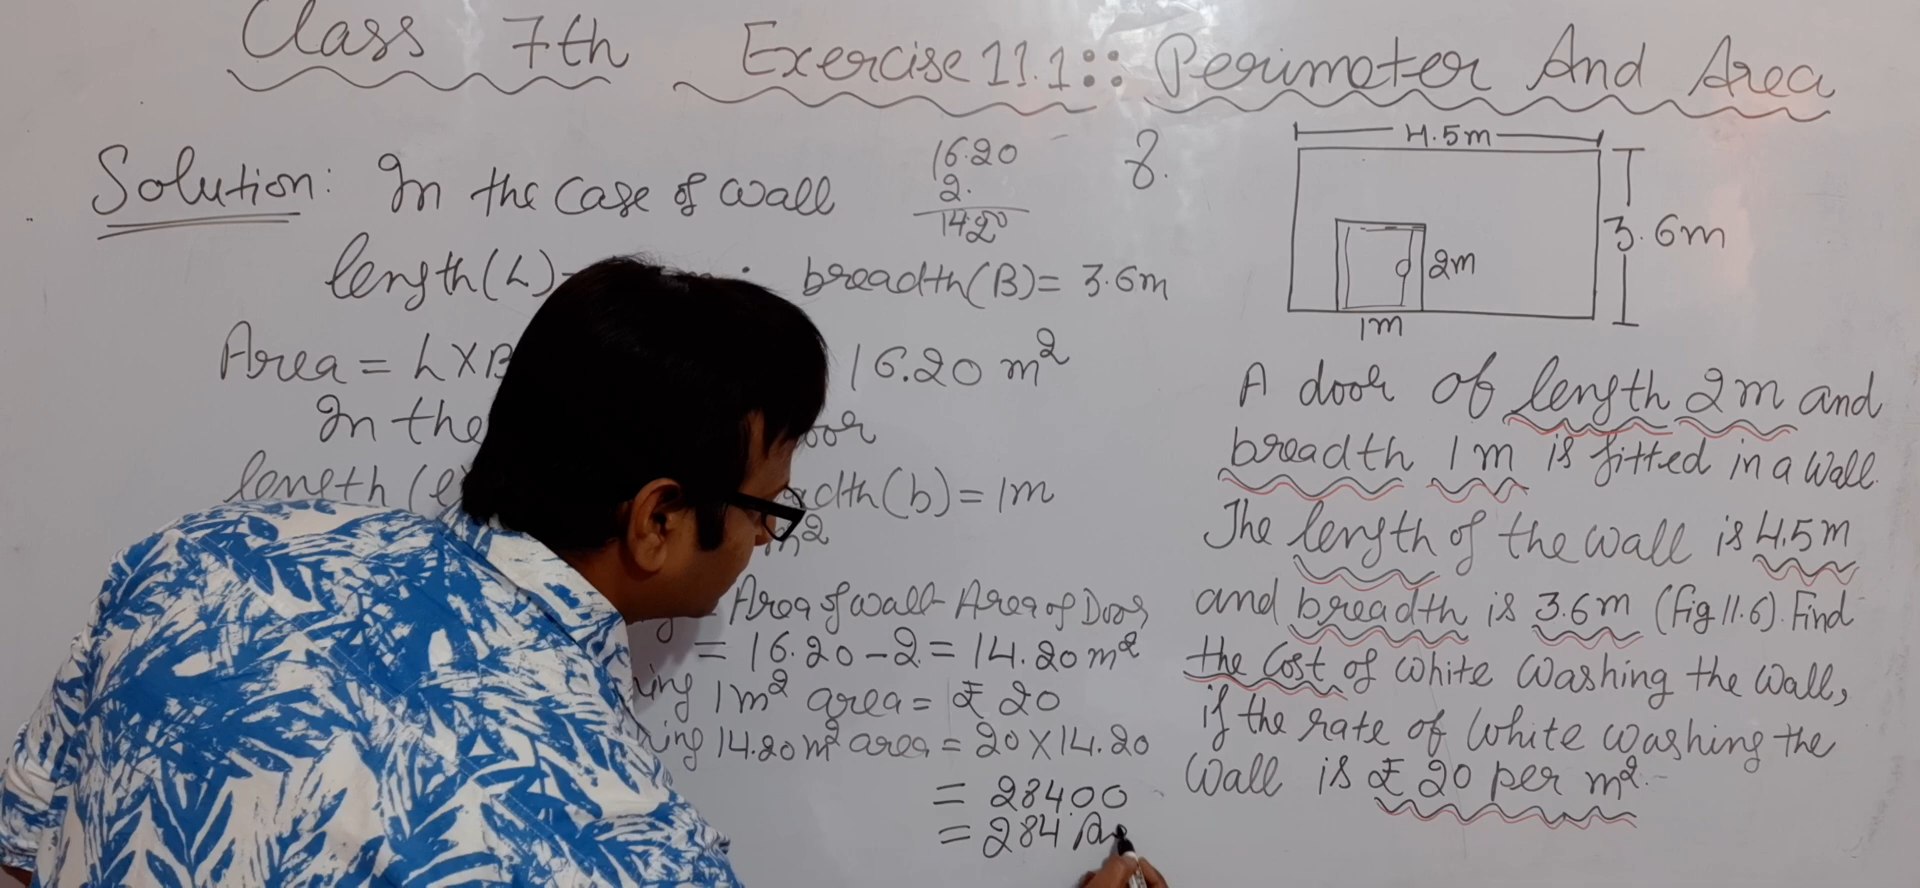 Class 7th Exercise 11.1:: Perimeter And Area
Solution: In the case of wall
16.20
2.
14.20
8.
length (L) = breadth (B) = 3.6m
Area = L×B 16.20 m²
In the door
length (l) breadth (b) = 1m
m²
= Area of wall - Area of Door
= 16.20 - 2 = 14.20 m²
1m² area = ₹ 20
14.20m² area = 20 × 14.20
= 28400
= 284
4.5m
3.6m
2m
1m
A door of length 2m and
breadth 1m is fitted in a wall.
The length of the wall is 4.5m
and breadth is 3.6m (fig 11.6). Find
the cost of white washing the wall,
if the rate of white washing the
wall is ₹ 20 per m².